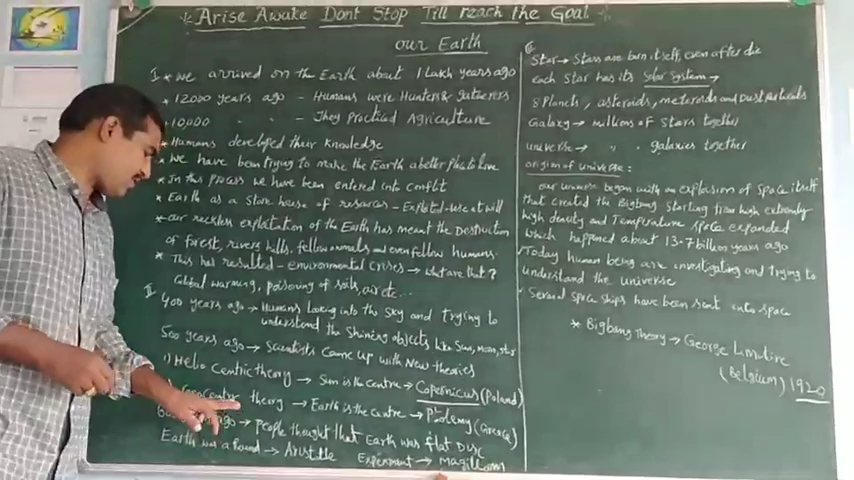 Arise Awake Dont Stop Till reach the Goal
our Earth
I * we arrived on the Earth about 1 Lakh years ago
* 12000 years ago - Humans were Hunters & gatherers
* 10,000 " " - They Practiced Agriculture
* Humans developed their knowledge
* We have been trying to make the Earth a better place to live
* In this process we have been entered into conflit
* Earth as a store house of resources - Exploited - use at will
* our reckless exploitation of the Earth has meant the Destruction
of forest, rivers, hills, fellow animals and even fellow humans.
* This has resulted - environmental crises → what are that?
Global warming, poisoning of soils, air etc...
II 400 years ago → Humans Looking into the Sky and trying to
understand the Shining objects like Sun, moon, star
500 years ago → Scientists Came up with New theories
1) Helio Centric theory → Sun is the Centre → Copernicus (Poland)
GeoCentric theory → Earth is the Centre → Ptolemy (Greece)
ago → people thought that Earth was flat Disc
Earth was a Round → Aristtle Experiment → Magillan
Star → Stars are burn itself, even after die
each Star has its Solar System →
8 Planets, asteroids, meteroids and Dust Particals
Galaxy → millions of Stars together
universe → " " galaxies together
origin of universe:
our universe began with an explosion of Space itself
that created the Bigbang Starting from high extremely
high density and Temperature space expanded
which happened about 13.7 billion years ago
Today human being are investigating and trying to
understand the universe
* Several Space Ships have been sent into space
* Bigbang Theory → George
(Belgium) 1920